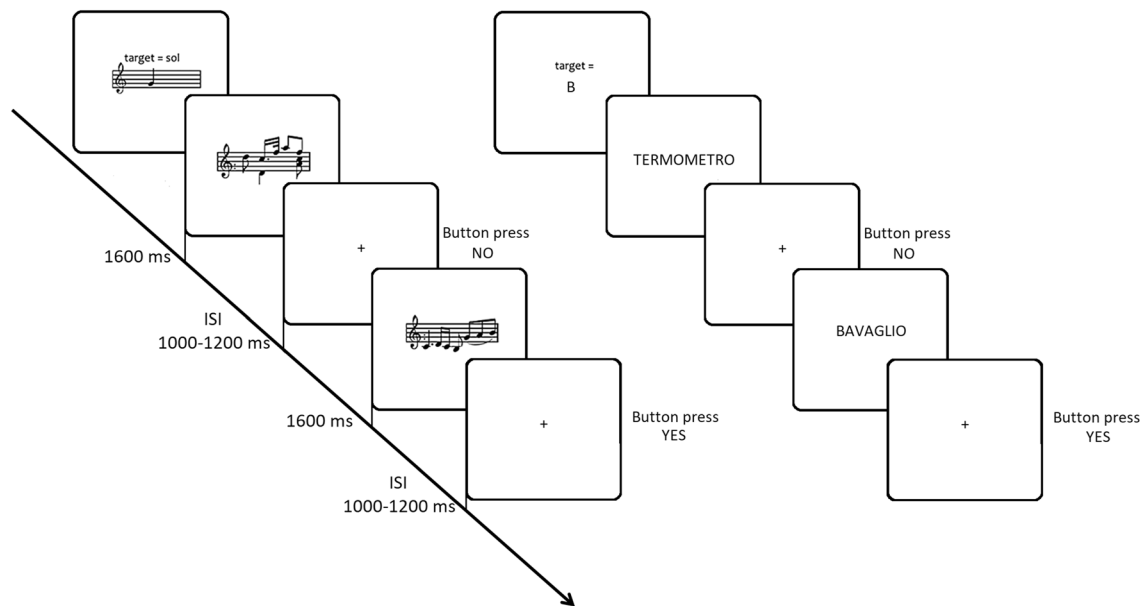 target = sol
1600 ms
Button press
NO
ISI
1000-1200 ms
1600 ms
Button press
YES
ISI
1000-1200 ms
target =
B
TERMOMETRO
Button press
NO
BAVAGLIO
Button press
YES
+
+
+
+